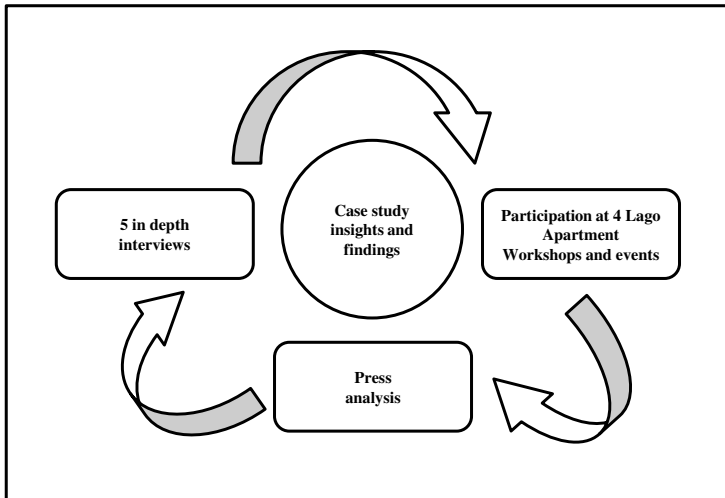 5 in depth
interviews
Case study
insights and
findings
Participation at 4 Lago
Apartment
Workshops and events
Press
analysis